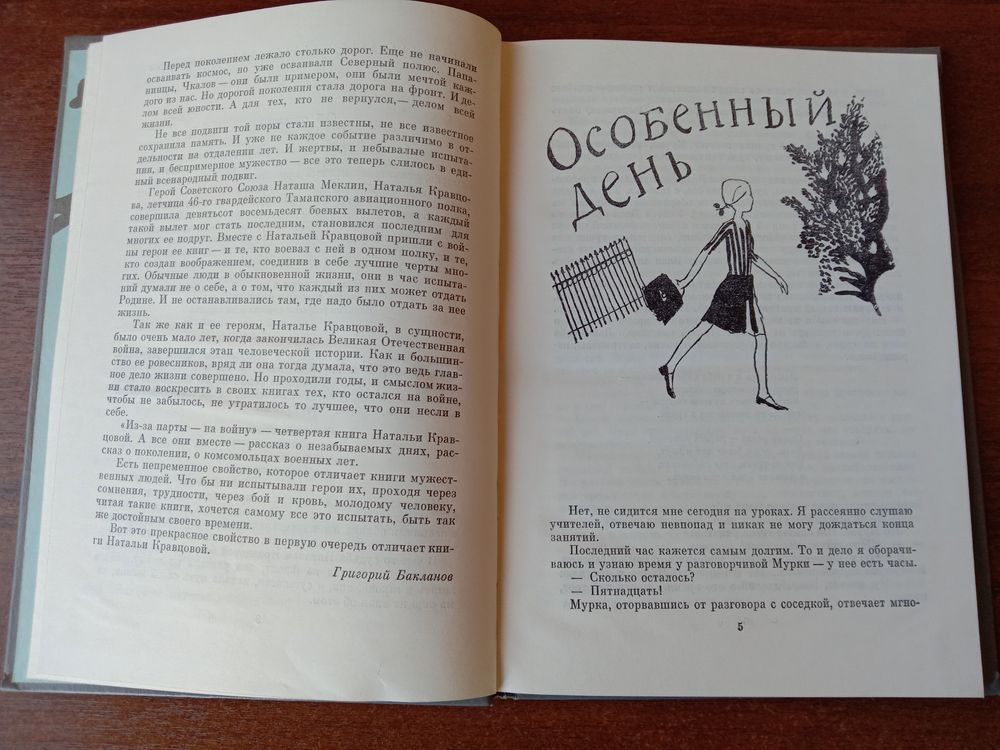 Перед поколением лежало столько дорог. Еще не начинали
осваивать космос, но уже осваивали Северный полюс. Папа-
нинцы, Чкалов — они были примером, они были мечтой каж-
дого из нас. Но дорогой поколения стала дорога на фронт. И де-
лом всей юности. А для тех, кто не вернулся,— делом всей
жизни.
Не все подвиги той поры стали известны, не все известное
сохранила память. И уже не каждое событие различимо в от-
дельности на отдалении лет. И жертвы, и небывалые испыта-
ния, и беспримерное мужество — все это теперь слилось в еди-
ный всенародный подвиг.
Герой Советского Союза Наташа Меклин, Наталья Кравцо-
ва, летчица 46-го гвардейского Таманского авиационного полка,
совершила девятьсот восемьдесят боевых вылетов, а каждый
такой вылет мог стать последним, становился последним для
многих ее подруг. Вместе с Натальей Кравцовой пришли с вой-
ны герои ее книг — и те, кто воевал с ней в одном полку, и те,
кто создан воображением, соединив в себе лучшие черты мно-
гих. Обычные люди в обыкновенной жизни, они в час испыта-
ний думали не о себе, а о том, что каждый из них может отдать
Родине. И не останавливались там, где надо было отдать за нее
жизнь.
Так же как и ее героям, Наталье Кравцовой, в сущности,
было очень мало лет, когда закончилась Великая Отечественная
война, завершился этап человеческой истории. Как и большин-
ство ее ровесников, вряд ли она тогда думала, что это ведь глав-
ное дело жизни совершено. Но проходили годы, и смыслом жиз-
ни стало воскресить в своих книгах тех, кто остался на войне,
чтобы не забылось, не утратилось то лучшее, что они несли в
себе.
«Из-за парты — на войну» — четвертая книга Натальи Крав-
цовой. А все они вместе — рассказ о незабываемых днях, рас-
сказ о поколении, о комсомольцах военных лет.
Есть непременное свойство, которое отличает книги мужест-
венных людей. Что бы ни испытывали герои их, проходя через
сомнения, трудности, через бой и кровь, молодому человеку,
читая такие книги, хочется самому все это испытать, быть так
же достойным своего времени.
Вот это прекрасное свойство в первую очередь отличает кни-
ги Натальи Кравцовой.
Григорий Бакланов
ОСОБЕННЫЙ
ДЕНЬ
Нет, не сидится мне сегодня на уроках. Я рассеянно слушаю
учителей, отвечаю невпопад и никак не могу дождаться конца
занятий.
Последний час кажется самым долгим. То и дело я оборачи-
ваюсь и узнаю время у разговорчивой Мурки — у нее есть часы.
— Сколько осталось?
— Пятнадцать!
Мурка, оторвавшись от разговора с соседкой, отвечает мгно-
5